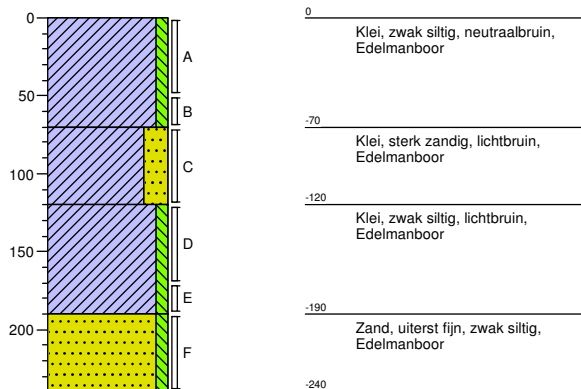 0
50
100
150
200
A
B
C
D
E
F
0
Klei, zwak siltig, neutraalbruin,
Edelmanboor
-70
Klei, sterk zandig, lichtbruin,
Edelmanboor
-120
Klei, zwak siltig, lichtbruin,
Edelmanboor
-190
Zand, uiterst fijn, zwak siltig,
Edelmanboor
-240